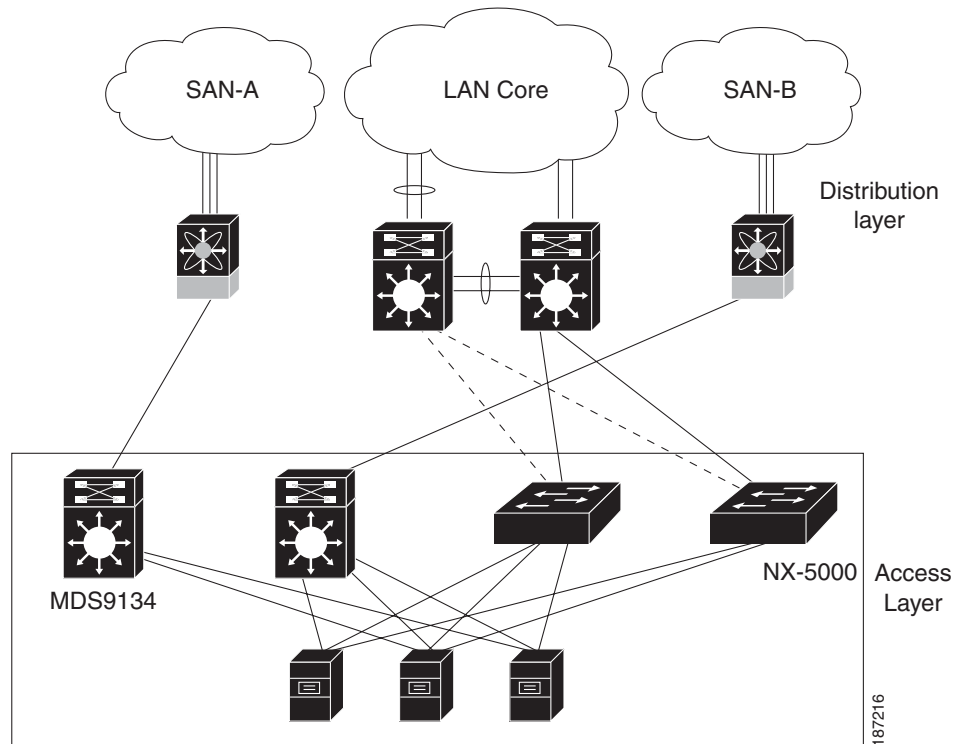 SAN-A
LAN Core
SAN-B
Distribution
layer
MDS9134
NX-5000
Access
Layer
187216